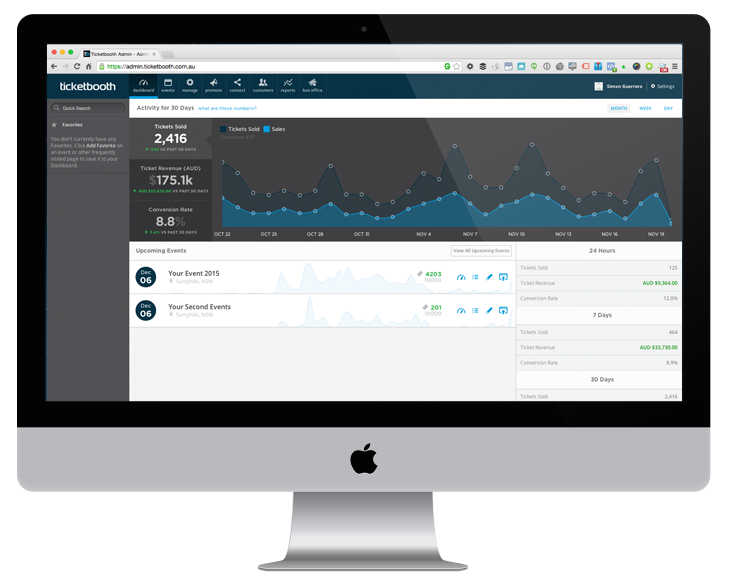 Ticketbooth Admin - Adm
https://admin.ticketbooth.com.au
ticketbooth
dashboard
events
manage
promote
connect
customers
reports
box office
Simon Guerrero
Settings
Quick Search
Activity for 30 Days
what are these numbers?
MONTH
WEEK
DAY
Favorites
You don't currently have any
Favorites. Click Add Favorite on
an event or other frequently
visited page to save it to your
Dashboard.
Tickets Sold
2,416
VS PAST 30 DAYS
Ticket Revenue (AUD)
$175.1k
VS PAST 30 DAYS
Conversion Rate
8.8%
VS PAST 30 DAYS
Tickets Sold
Sales
OCT 22
OCT 25
OCT 28
OCT 31
NOV 4
NOV 7
NOV 10
NOV 13
NOV 16
NOV 19
Upcoming Events
View All Upcoming Events
Dec
06
Your Event 2015
Surryhills, NSW
4203
10000
Dec
06
Your Second Events
Surryhills, NSW
201
10000
24 Hours
Tickets Sold
125
Ticket Revenue
AUD $9,364.00
Conversion Rate
12.0%
7 Days
Tickets Sold
464
Ticket Revenue
AUD $33,730.00
Conversion Rate
8.9%
30 Days
Tickets Sold
2,416